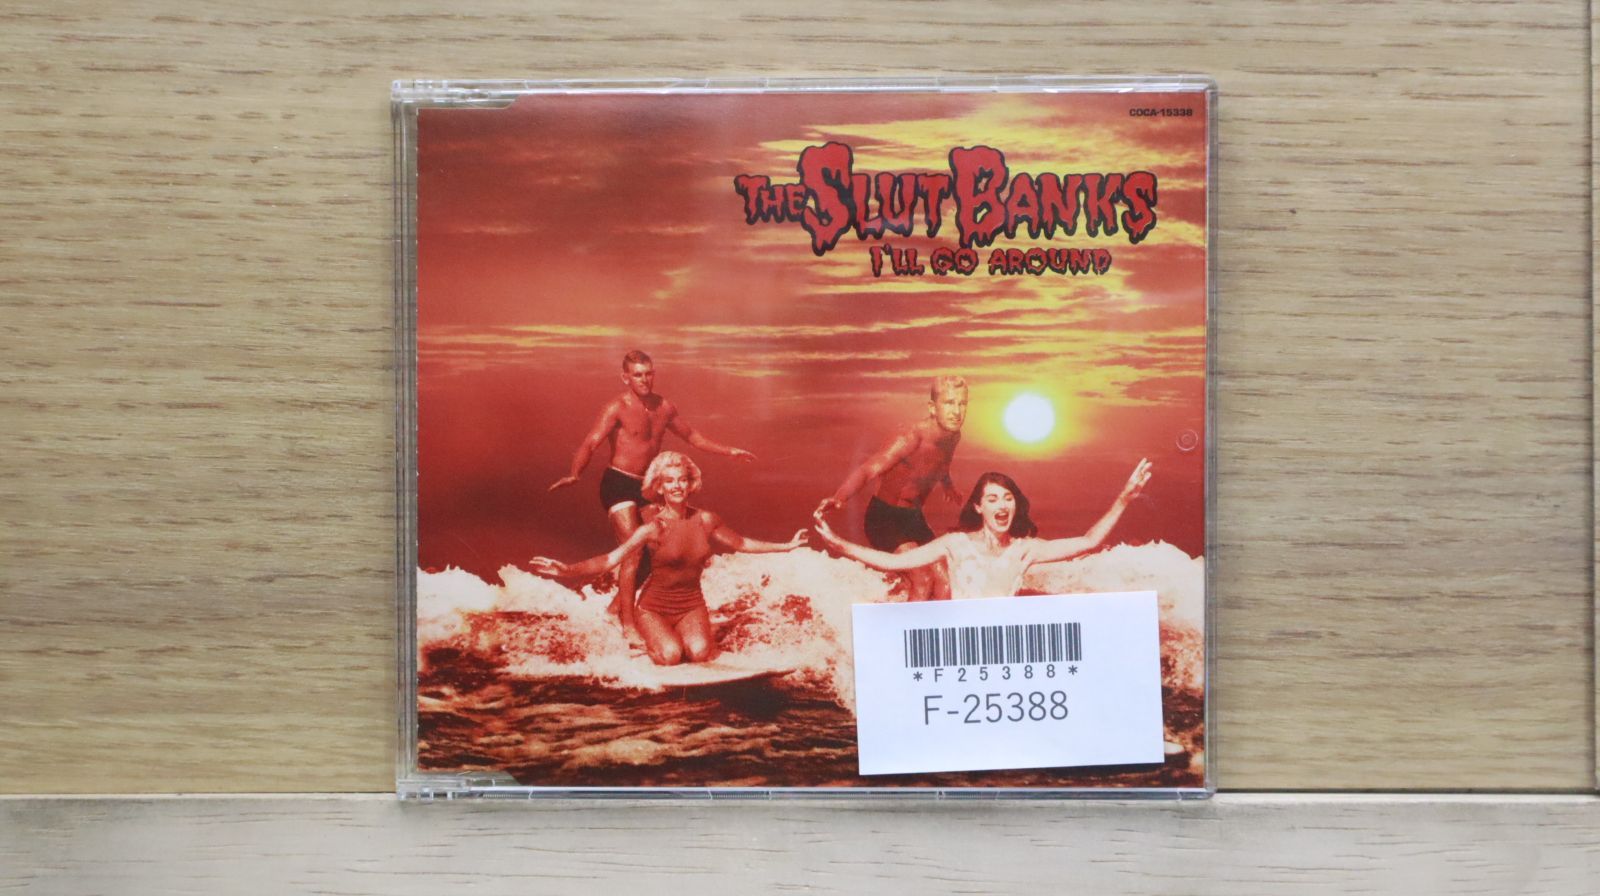 COCA-15338
THE SLUT BANKS
I'LL GO AROUND
*F25388*
F-25388